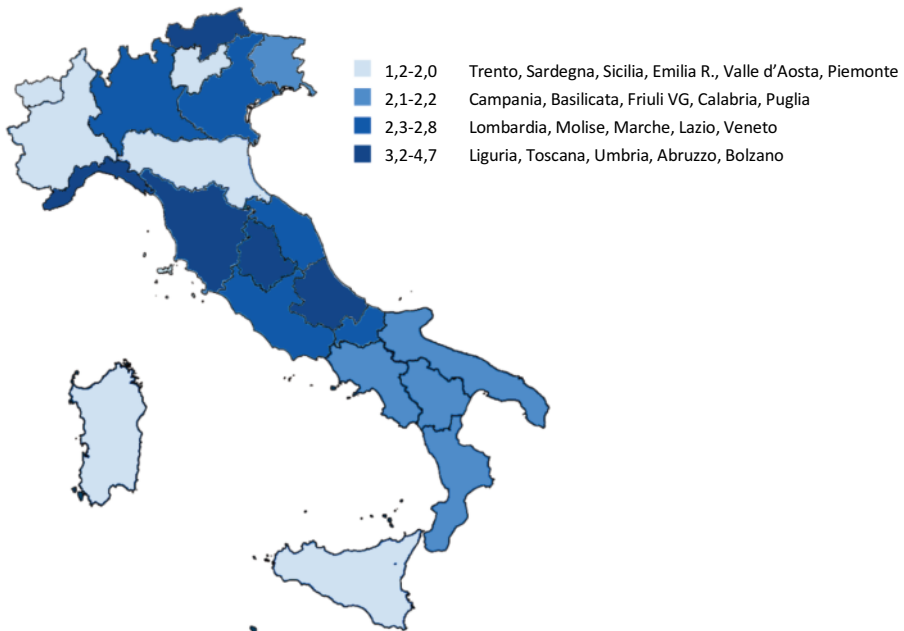 1,2-2,0 Trento, Sardegna, Sicilia, Emilia R., Valle d'Aosta, Piemonte
2,1-2,2 Campania, Basilicata, Friuli VG, Calabria, Puglia
2,3-2,8 Lombardia, Molise, Marche, Lazio, Veneto
3,2-4,7 Liguria, Toscana, Umbria, Abruzzo, Bolzano